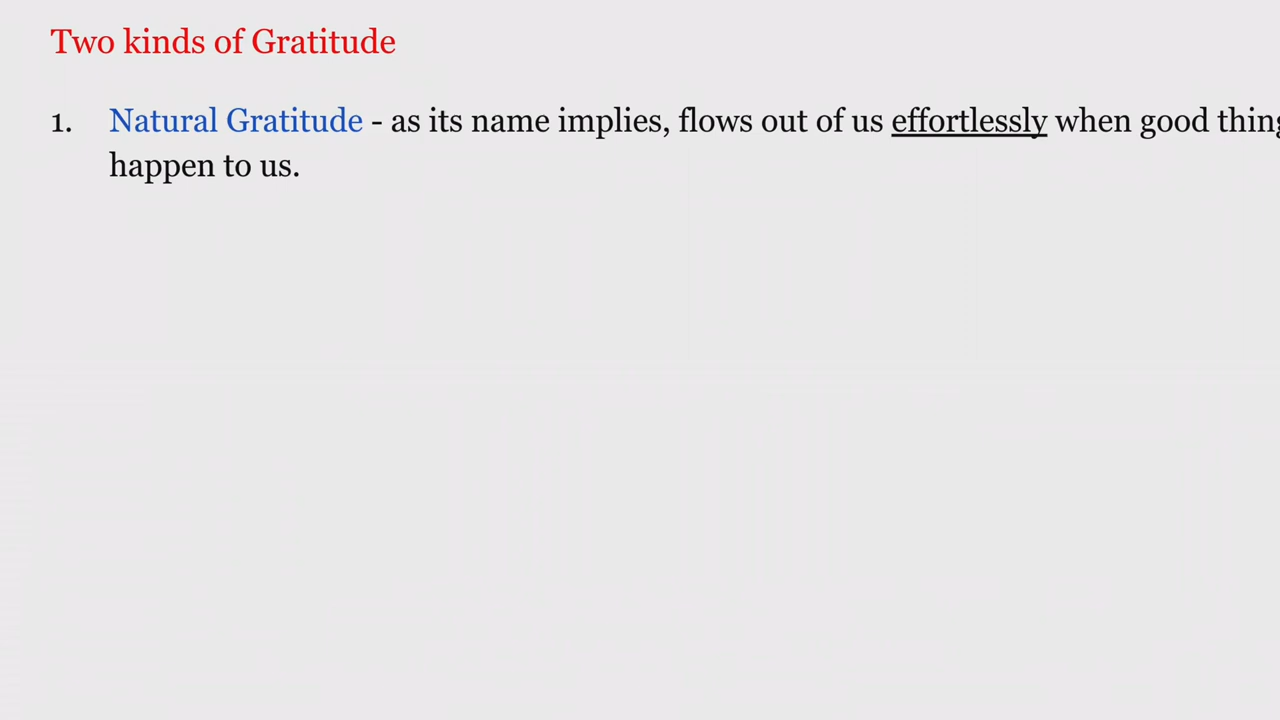 Two kinds of Gratitude
1. Natural Gratitude - as its name implies, flows out of us effortlessly when good thing
happen to us.